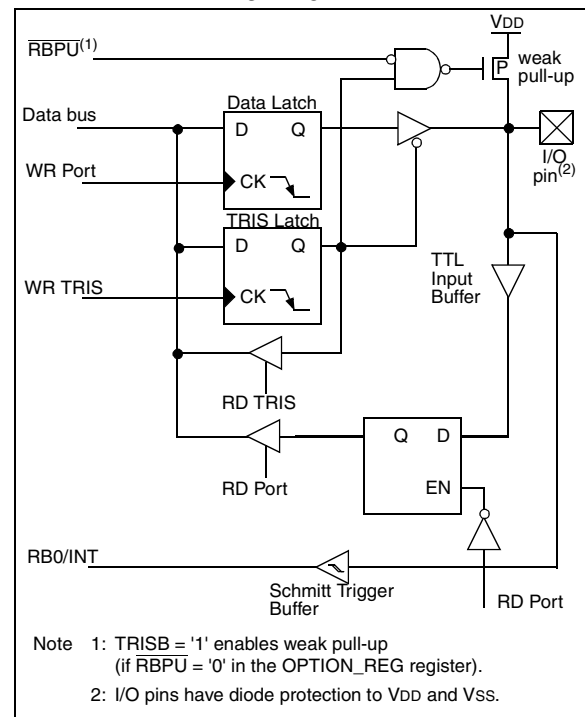 VDD
RBPU(1)
P
weak
pull-up
Data Latch
Data bus
D Q
I/O
pin(2)
WR Port
CK
TRIS Latch
D Q
TTL
Input
Buffer
WR TRIS
CK
RD TRIS
Q D
RD Port
EN
RB0/INT
Schmitt Trigger
Buffer
RD Port
Note 1: TRISB = '1' enables weak pull-up
(if RBPU = '0' in the OPTION_REG register).
2: I/O pins have diode protection to VDD and VSS.